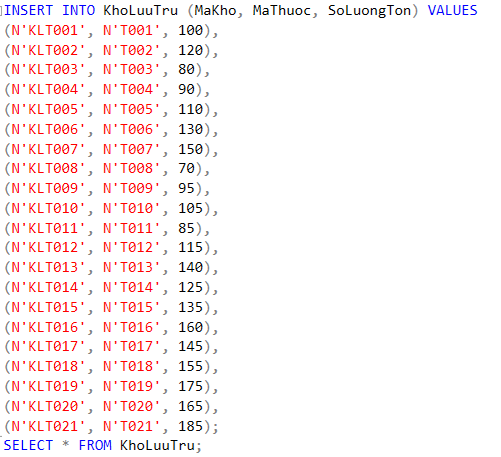 INSERT INTO KhoLuuTru (MaKho, MaThuoc, SoLuongTon) VALUES
(N'KLT001', N'T001', 100),
(N'KLT002', N'T002', 120),
(N'KLT003', N'T003', 80),
(N'KLT004', N'T004', 90),
(N'KLT005', N'T005', 110),
(N'KLT006', N'T006', 130),
(N'KLT007', N'T007', 150),
(N'KLT008', N'T008', 70),
(N'KLT009', N'T009', 95),
(N'KLT010', N'T010', 105),
(N'KLT011', N'T011', 85),
(N'KLT012', N'T012', 115),
(N'KLT013', N'T013', 140),
(N'KLT014', N'T014', 125),
(N'KLT015', N'T015', 135),
(N'KLT016', N'T016', 160),
(N'KLT017', N'T017', 145),
(N'KLT018', N'T018', 155),
(N'KLT019', N'T019', 175),
(N'KLT020', N'T020', 165),
(N'KLT021', N'T021', 185);
SELECT * FROM KhoLuuTru;